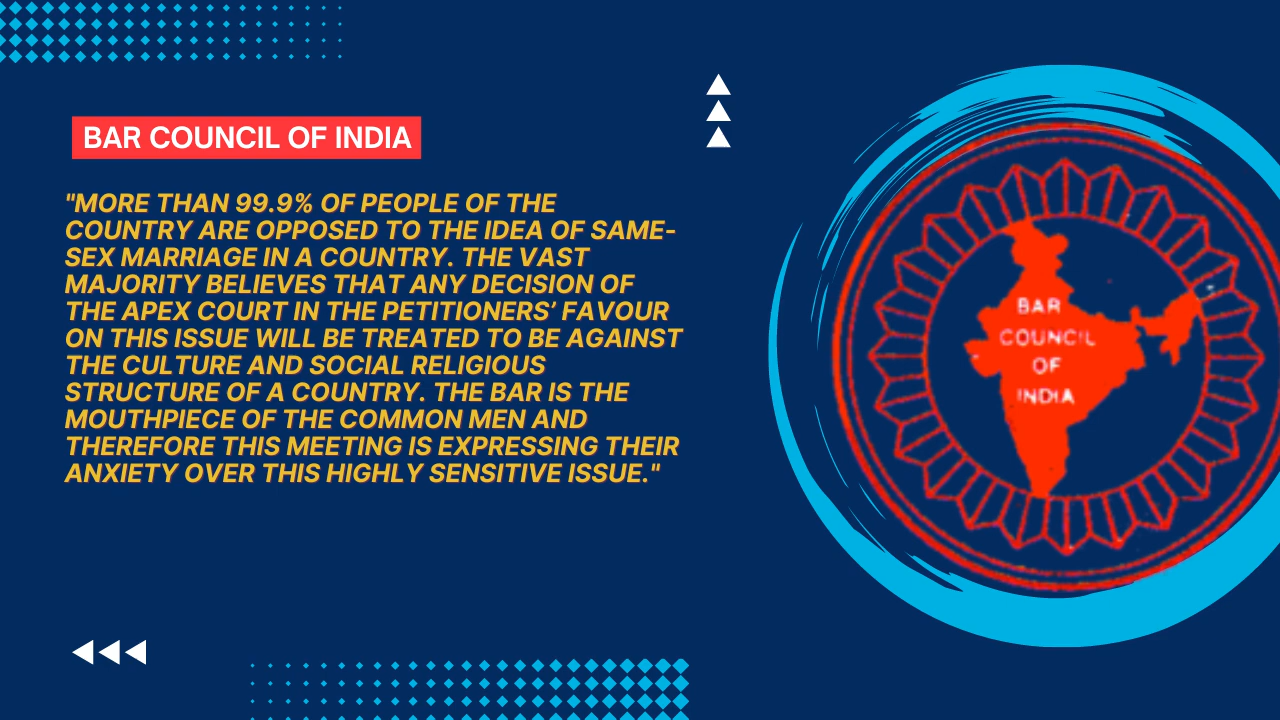 BAR COUNCIL OF INDIA
"MORE THAN 99.9% OF PEOPLE OF THE
COUNTRY ARE OPPOSED TO THE IDEA OF SAME-
SEX MARRIAGE IN A COUNTRY. THE VAST
MAJORITY BELIEVES THAT ANY DECISION OF
THE APEX COURT IN THE PETITIONERS’ FAVOUR
ON THIS ISSUE WILL BE TREATED TO BE AGAINST
THE CULTURE AND SOCIAL RELIGIOUS
STRUCTURE OF A COUNTRY. THE BAR IS THE
MOUTHPIECE OF THE COMMON MEN AND
THEREFORE THIS MEETING IS EXPRESSING THEIR
ANXIETY OVER THIS HIGHLY SENSITIVE ISSUE."
BAR
COUNCIL
OF
INDIA